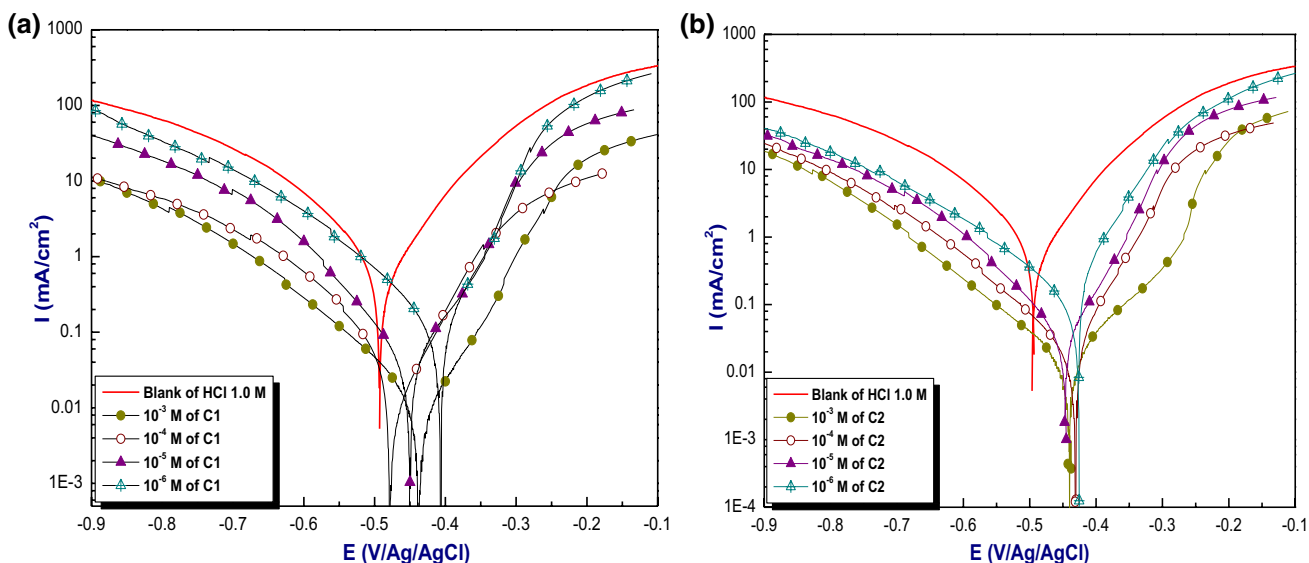 (a)
1000
100
10
1
0.1
0.01
1E-3
I (mA/cm²)
Blank of HCl 1.0 M
10⁻³ M of C1
10⁻⁴ M of C1
10⁻⁵ M of C1
10⁻⁶ M of C1
-0.9 -0.8 -0.7 -0.6 -0.5 -0.4 -0.3 -0.2 -0.1
E (V/Ag/AgCl)
(b)
1000
100
10
1
0.1
0.01
1E-3
1E-4
I (mA/cm²)
Blank of HCl 1.0 M
10⁻³ M of C2
10⁻⁴ M of C2
10⁻⁵ M of C2
10⁻⁶ M of C2
-0.9 -0.8 -0.7 -0.6 -0.5 -0.4 -0.3 -0.2 -0.1
E (V/Ag/AgCl)